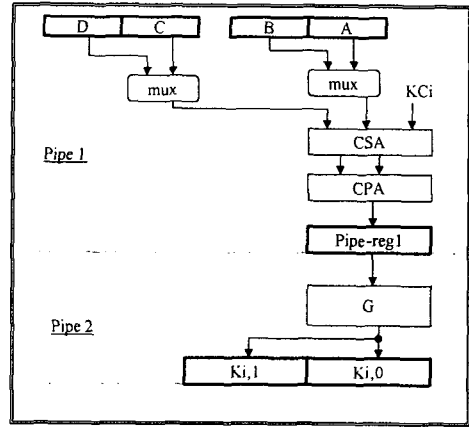 D C B A
mux mux
KCi
CSA
Pipe 1
CPA
Pipe-reg1
G
Pipe 2
Ki,1 Ki,0